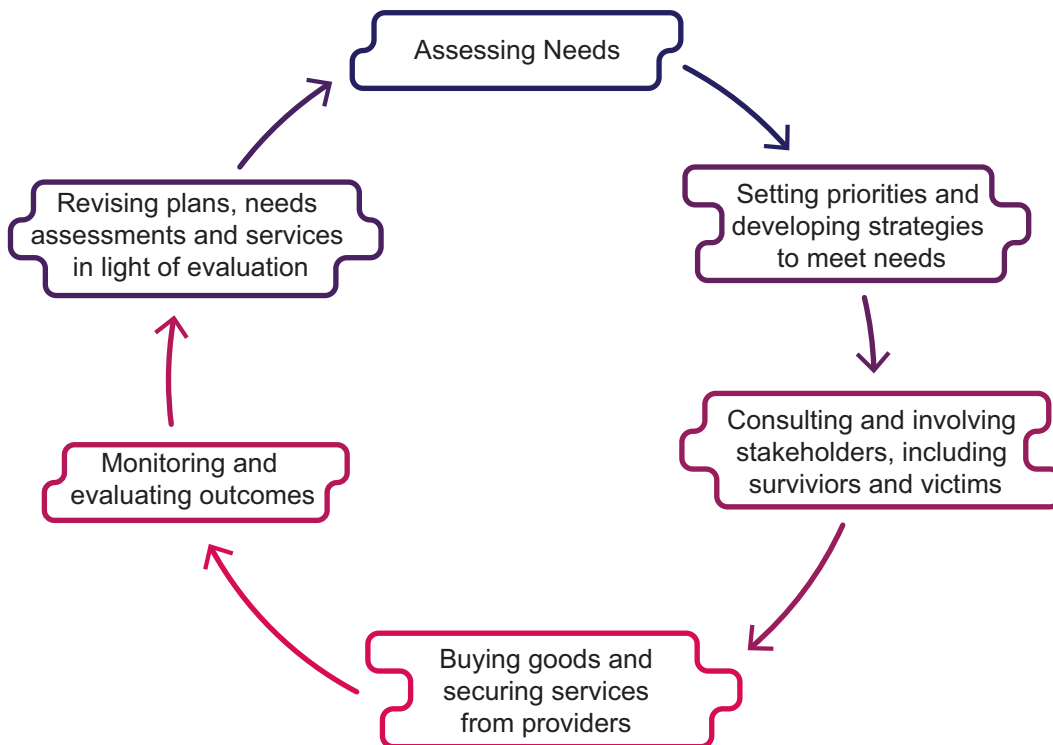 Assessing Needs
Setting priorities and
developing strategies
to meet needs
Consulting and involving
stakeholders, including
surviviors and victims
Buying goods and
securing services
from providers
Monitoring and
evaluating outcomes
Revising plans, needs
assessments and services
in light of evaluation